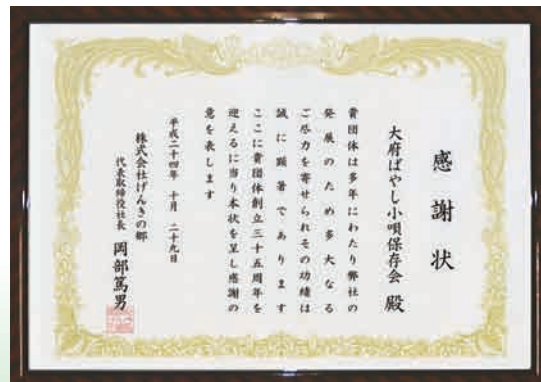 感謝状
大府ばやし小唄保存会 殿
貴団体は多年にわたり弊社の
発展のため多大なる
ご尽力を寄せられその功績は
誠に顕著であります
ここに貴団体創立三十五周年を
迎えるに当り本状を呈し感謝の
意を表します
平成二十四年 十月 二十九日
株式会社げんきの郷
代表取締役社長 岡部篤男